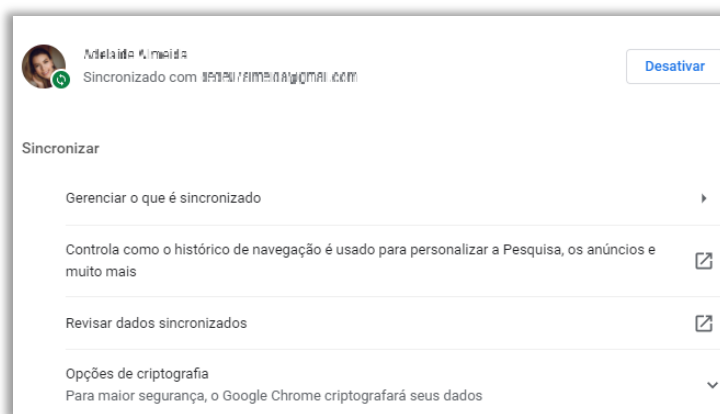 Sincronizado com
Desativar
Sincronizar
Gerenciar o que é sincronizado
Controla como o histórico de navegação é usado para personalizar a Pesquisa, os anúncios e
muito mais
Revisar dados sincronizados
Opções de criptografia
Para maior segurança, o Google Chrome criptografará seus dados